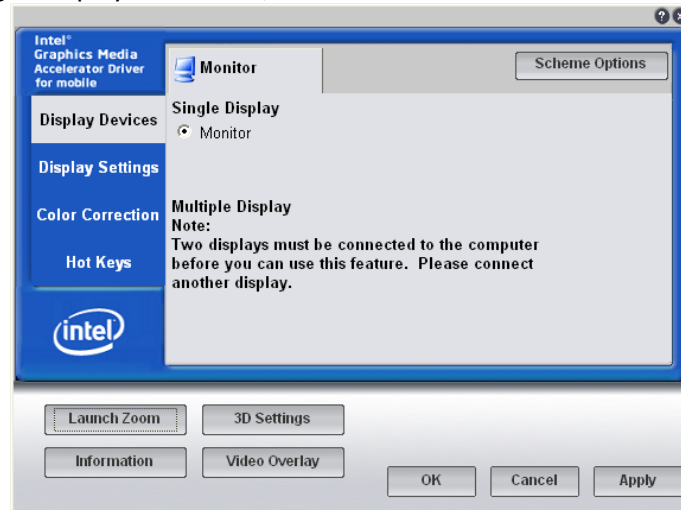 Intel®
Graphics Media
Accelerator Driver
for mobile
Monitor
Scheme Options
Display Devices
Display Settings
Color Correction
Hot Keys
intel
Single Display
Monitor
Multiple Display
Note:
Two displays must be connected to the computer
before you can use this feature. Please connect
another display.
Launch Zoom
3D Settings
Information
Video Overlay
OK
Cancel
Apply